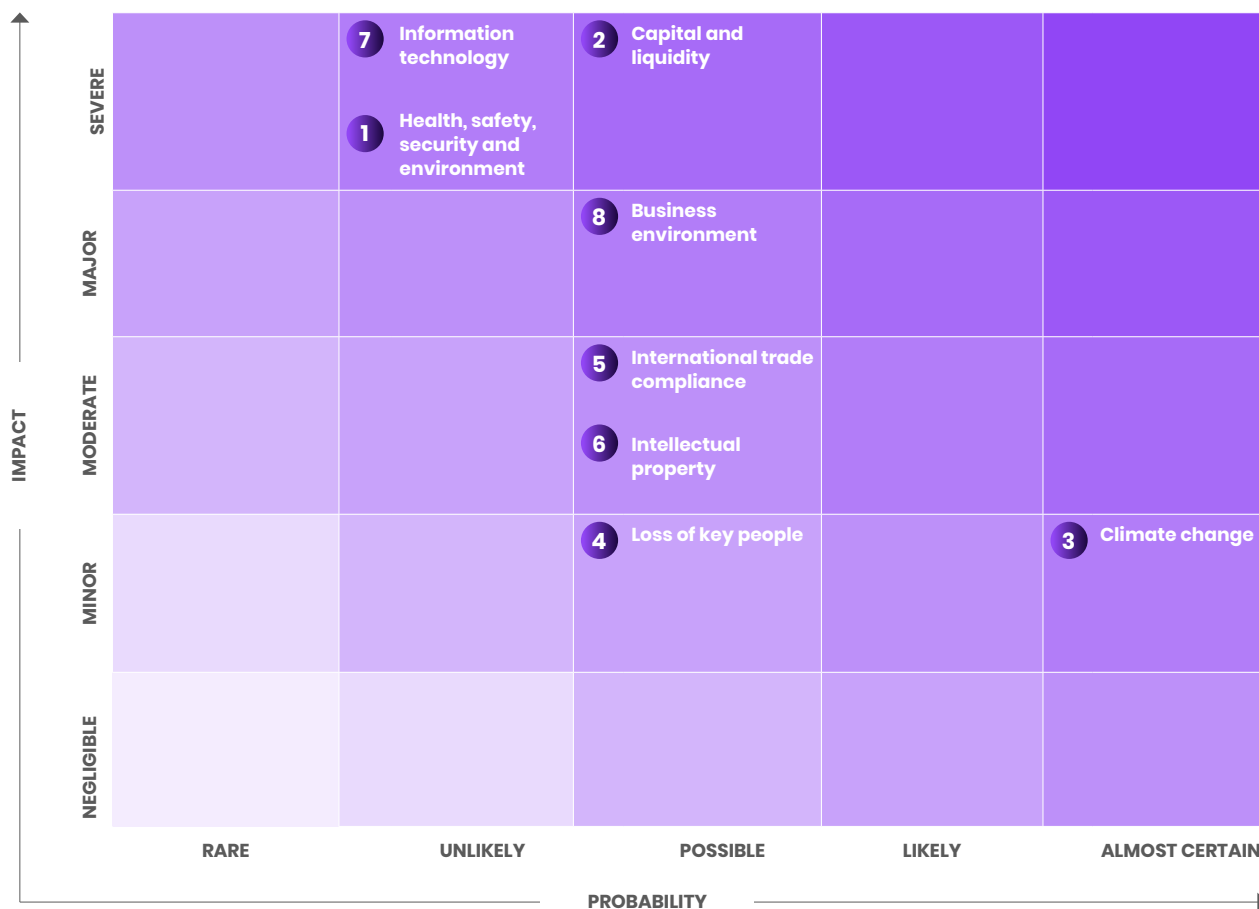 IMPACT
SEVERE
7
Information
technology
1
Health, safety,
security and
environment
2
Capital and
liquidity
MAJOR
8
Business
environment
MODERATE
5
International trade
compliance
6
Intellectual
property
MINOR
4
Loss of key people
3
Climate change
NEGLIGIBLE
RARE
UNLIKELY
POSSIBLE
LIKELY
ALMOST CERTAIN
PROBABILITY